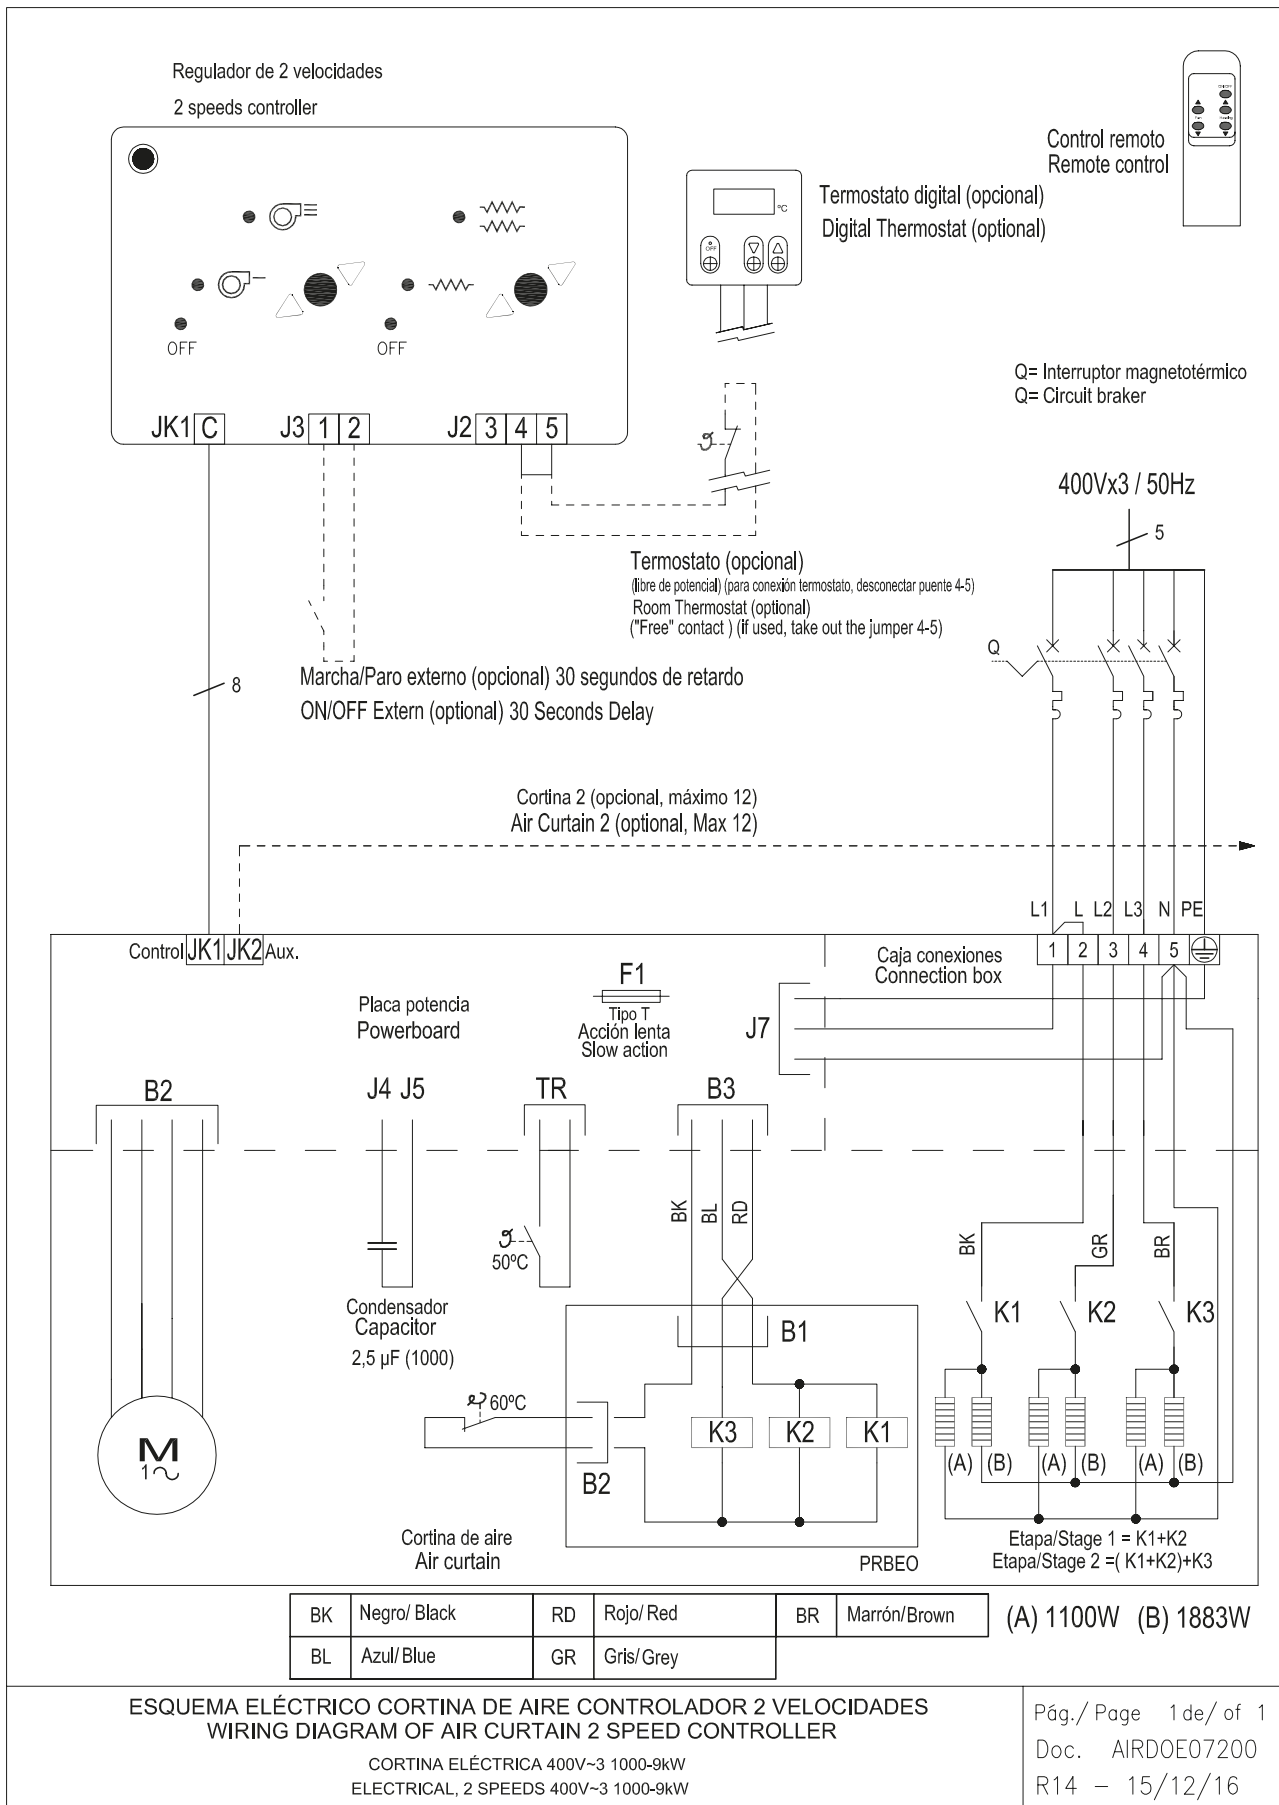 Regulador de 2 velocidades
2 speeds controller
OFF
OFF
JK1 C
J3 1 2
J2 3 4 5
°C
OFF
Termostato digital (opcional)
Digital Thermostat (optional)
Control remoto
Remote control
ON/OFF
Fan
Heating
Q= Interruptor magnetotérmico
Q= Circuit braker
400Vx3 / 50Hz
5
Q
Termostato (opcional)
(libre de potencial) (para conexión termostato, desconectar puente 4-5)
Room Thermostat (optional)
("Free" contact ) (if used, take out the jumper 4-5)
8
Marcha/Paro externo (opcional) 30 segundos de retardo
ON/OFF Extern (optional) 30 Seconds Delay
Cortina 2 (opcional, máximo 12)
Air Curtain 2 (optional, Max 12)
L1 L L2 L3 N PE
1 2 3 4 5
Control JK1 JK2 Aux.
Caja conexiones
Connection box
Placa potencia
Powerboard
F1
Tipo T
Acción lenta
Slow action
J7
B2
J4 J5
TR
B3
BK BL RD
BK GR BR
50ºC
Condensador
Capacitor
2,5 µF (1000)
B1
K1 K2 K3
60ºC
K3 K2 K1
B2
M
1
(A) (B) (A) (B) (A) (B)
Cortina de aire
Air curtain
PRBEO
Etapa/Stage 1 = K1+K2
Etapa/Stage 2 =( K1+K2)+K3
BK Negro/ Black RD Rojo/ Red BR Marrón/Brown
BL Azul/ Blue GR Gris/ Grey
(A) 1100W (B) 1883W
ESQUEMA ELÉCTRICO CORTINA DE AIRE CONTROLADOR 2 VELOCIDADES
WIRING DIAGRAM OF AIR CURTAIN 2 SPEED CONTROLLER
CORTINA ELÉCTRICA 400V~3 1000-9kW
ELECTRICAL, 2 SPEEDS 400V~3 1000-9kW
Pág./ Page 1 de/ of 1
Doc. AIRDOE07200
R14 - 15/12/16